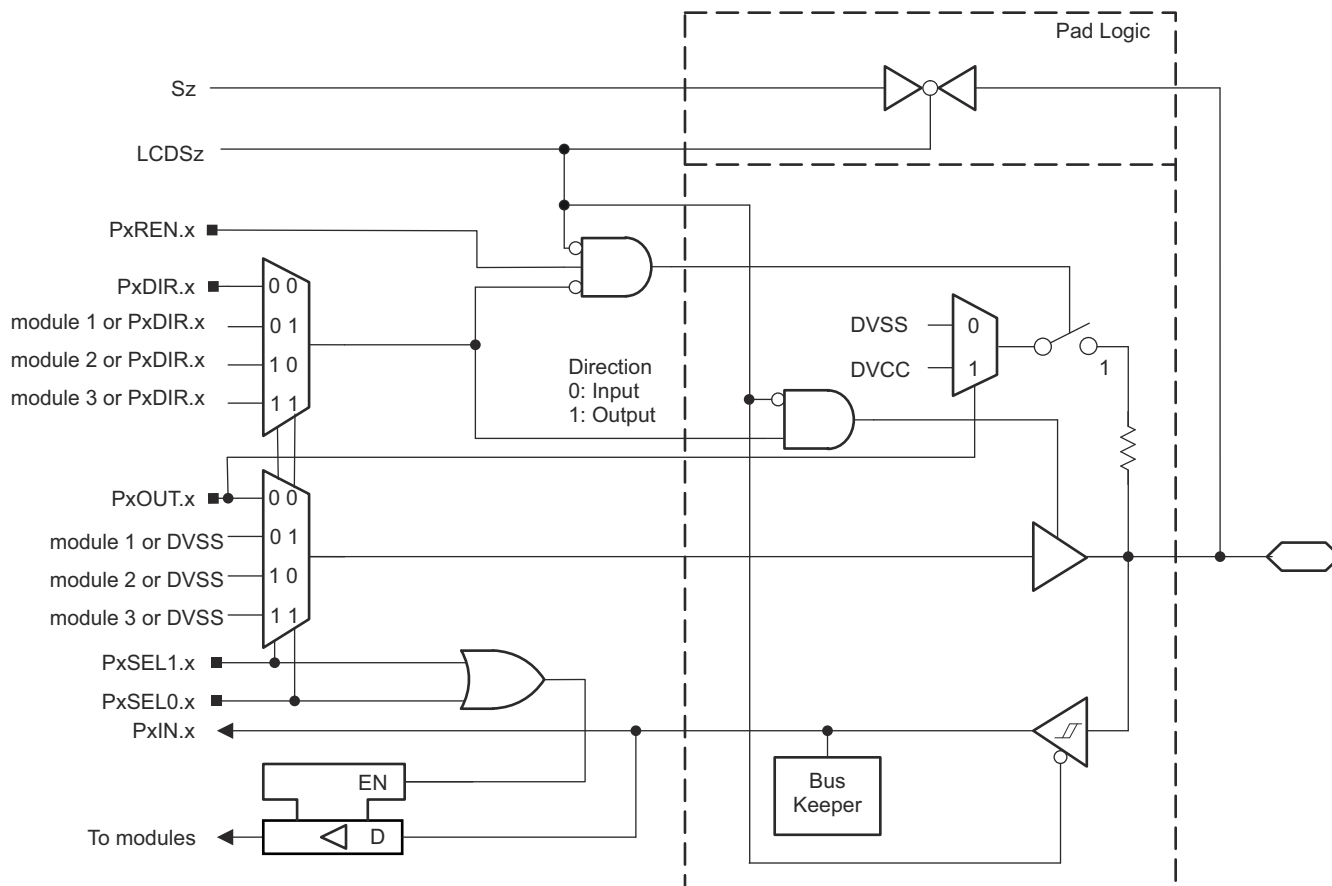 Pad Logic
Sz
LCDSz
PxREN.x
PxDIR.x
0 0
module 1 or PxDIR.x
0 1
module 2 or PxDIR.x
1 0
module 3 or PxDIR.x
1 1
Direction
0: Input
1: Output
DVSS
0
DVCC
1
1
PxOUT.x
0 0
module 1 or DVSS
0 1
module 2 or DVSS
1 0
module 3 or DVSS
1 1
PxSEL1.x
PxSEL0.x
PxIN.x
EN
Bus
Keeper
To modules
D